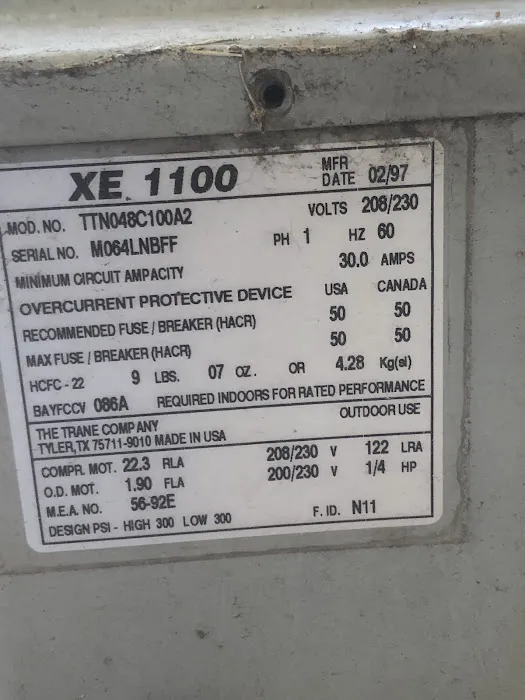 XE 1100 MFR DATE 02/97
MOD. NO. TTN048C100A2 VOLTS 208/230
SERIAL NO. M064LNBFF PH 1 HZ 60
MINIMUM CIRCUIT AMPACITY 30.0 AMPS
OVERCURRENT PROTECTIVE DEVICE USA CANADA
RECOMMENDED FUSE / BREAKER (HACR) 50 50
MAX FUSE / BREAKER (HACR) 50 50
HCFC - 22 9 LBS. 07 OZ. OR 4.28 Kg(sl)
BAYFCCV 086A REQUIRED INDOORS FOR RATED PERFORMANCE
THE TRANE COMPANY OUTDOOR USE
TYLER, TX 75711-9010 MADE IN USA
COMPR. MOT. 22.3 RLA 208/230 V 122 LRA
O.D. MOT. 1.90 FLA 200/230 V 1/4 HP
M.E.A. NO. 56-92E
DESIGN PSI - HIGH 300 LOW 300 F. ID. N11